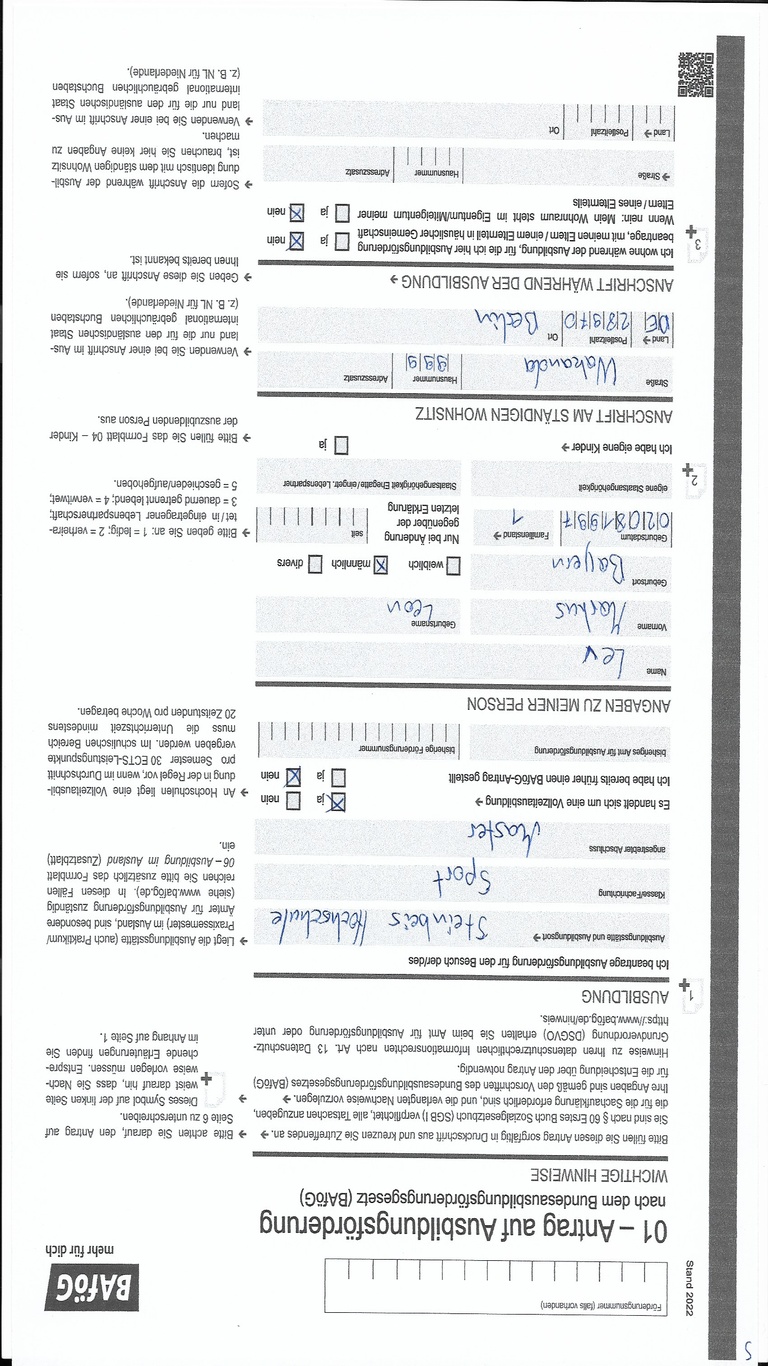 5
Stand 2022
Förderungsnummer (falls vorhanden)
BAföG
mehr für dich
01 – Antrag auf Ausbildungsförderung
nach dem Bundesausbildungsförderungsgesetz (BAföG)
WICHTIGE HINWEISE
Bitte füllen Sie diesen Antrag sorgfältig in Druckschrift aus und kreuzen Sie Zutreffendes an. →
Sie sind nach § 60 Erstes Buch Sozialgesetzbuch (SGB I) verpflichtet, alle Tatsachen anzugeben,
die für die Sachaufklärung erforderlich sind, und die verlangten Nachweise vorzulegen. →
Ihre Angaben sind gemäß den Vorschriften des Bundesausbildungsförderungsgesetzes (BAföG)
für die Entscheidung über den Antrag notwendig.
Hinweise zu Ihren datenschutzrechtlichen Informationsrechten nach Art. 13 Datenschutz-
Grundverordnung (DSGVO) erhalten Sie beim Amt für Ausbildungsförderung oder unter
https://www.bafög.de/hinweis.
→ Bitte achten Sie darauf, den Antrag auf
Seite 6 zu unterschreiben.
→ Dieses Symbol auf der linken Seite
weist darauf hin, dass Sie Nach-
weise vorlegen müssen. Entspre-
chende Erläuterungen finden Sie
im Anhang auf Seite 1.
1
AUSBILDUNG
Ich beantrage Ausbildungsförderung für den Besuch der/des
Ausbildungsstätte und Ausbildungsort → Steinbeis Hochschule
Klasse/Fachrichtung Sport
angestrebter Abschluss Master
→ Liegt die Ausbildungsstätte (auch Praktikum/
Praxissemester) im Ausland, sind besondere
Ämter für Ausbildungsförderung zuständig
(siehe www.bafög.de). In diesen Fällen
reichen Sie bitte zusätzlich das Formblatt
06 – Ausbildung im Ausland (Zusatzblatt)
ein.
Es handelt sich um eine Vollzeitausbildung → ja nein
Ich habe bereits früher einen BAföG-Antrag gestellt ja nein
bisheriges Amt für Ausbildungsförderung bisherige Förderungsnummer
→ An Hochschulen liegt eine Vollzeitausbil-
dung in der Regel vor, wenn im Durchschnitt
pro Semester 30 ECTS-Leistungspunkte
vergeben werden. Im schulischen Bereich
muss die Unterrichtszeit mindestens
20 Zeitstunden pro Woche betragen.
ANGABEN ZU MEINER PERSON
Name Lev
Vorname Markus Geburtsname Leon
Geburtsort Bayern weiblich männlich divers
Geburtsdatum 02081997 Familienstand → 1
Nur bei Änderung
gegenüber der
letzten Erklärung
seit
→ Bitte geben Sie an: 1 = ledig; 2 = verheira-
tet / in eingetragener Lebenspartnerschaft;
3 = dauernd getrennt lebend; 4 = verwitwet;
5 = geschieden/aufgehoben.
2
eigene Staatsangehörigkeit Staatsangehörigkeit Ehegatte/eingetr. Lebenspartner
Ich habe eigene Kinder → ja
→ Bitte füllen Sie das Formblatt 04 – Kinder
der auszubildenden Person aus.
ANSCHRIFT AM STÄNDIGEN WOHNSITZ
Straße Wakanda Hausnummer 999 Adresszusatz
Land → DE Postleitzahl 28970 Ort Berlin
→ Verwenden Sie bei einer Anschrift im Aus-
land nur die für den ausländischen Staat
international gebräuchlichen Buchstaben
(z. B. NL für Niederlande).
ANSCHRIFT WÄHREND DER AUSBILDUNG →
→ Geben Sie diese Anschrift an, sofern sie
Ihnen bereits bekannt ist.
3
Ich wohne während der Ausbildung, für die ich hier Ausbildungsförderung
beantrage, mit meinen Eltern / einem Elternteil in häuslicher Gemeinschaft ja nein
Wenn nein: Mein Wohnraum steht im Eigentum/Miteigentum meiner
Eltern / eines Elternteils ja nein
→ Straße Hausnummer Adresszusatz
Land → Postleitzahl Ort
→ Sofern die Anschrift während der Ausbil-
dung identisch mit dem ständigen Wohnsitz
ist, brauchen Sie hier keine Angaben zu
machen.
→ Verwenden Sie bei einer Anschrift im Aus-
land nur die für den ausländischen Staat
international gebräuchlichen Buchstaben
(z. B. NL für Niederlande).